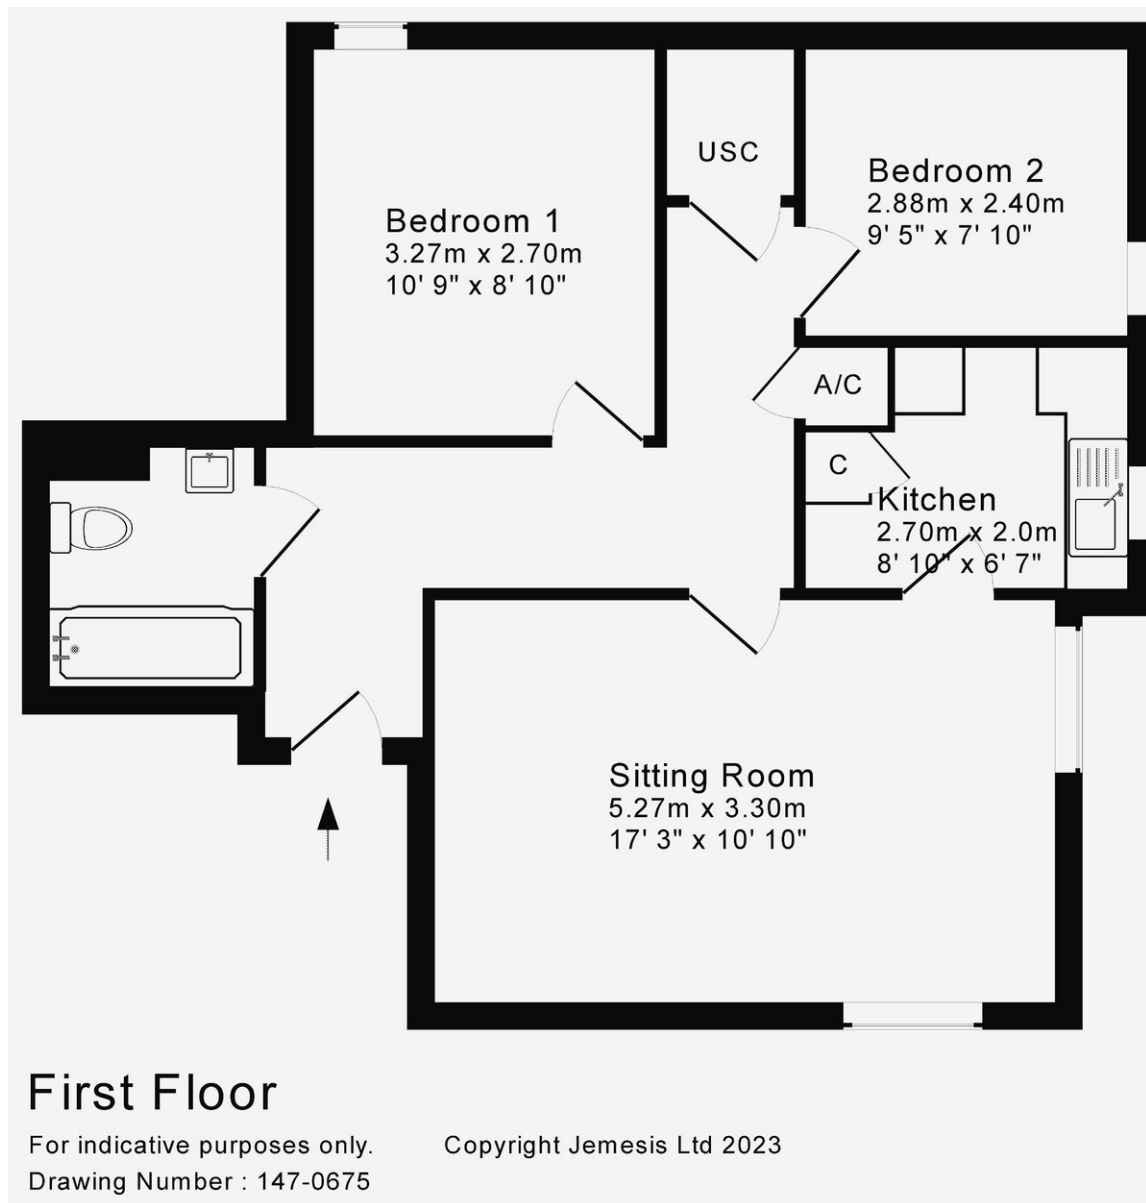 USC
Bedroom 2
2.88m x 2.40m
9' 5" x 7' 10"
Bedroom 1
3.27m x 2.70m
10' 9" x 8' 10"
A/C
C
Kitchen
2.70m x 2.0m
8' 10" x 6' 7"
Sitting Room
5.27m x 3.30m
17' 3" x 10' 10"
First Floor
For indicative purposes only. Copyright Jemesis Ltd 2023
Drawing Number : 147-0675